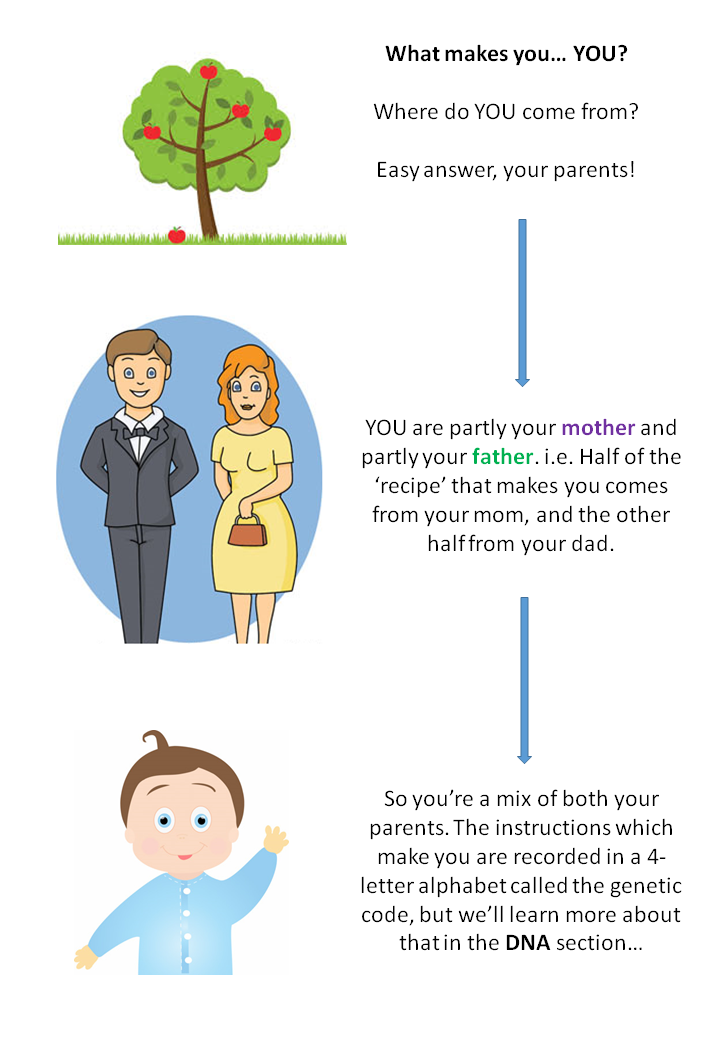 What makes you… YOU?
Where do YOU come from?
Easy answer, your parents!
YOU are partly your mother and
partly your father. i.e. Half of the
‘recipe’ that makes you comes
from your mom, and the other
half from your dad.
So you’re a mix of both your
parents. The instructions which
make you are recorded in a 4-
letter alphabet called the genetic
code, but we’ll learn more about
that in the DNA section…